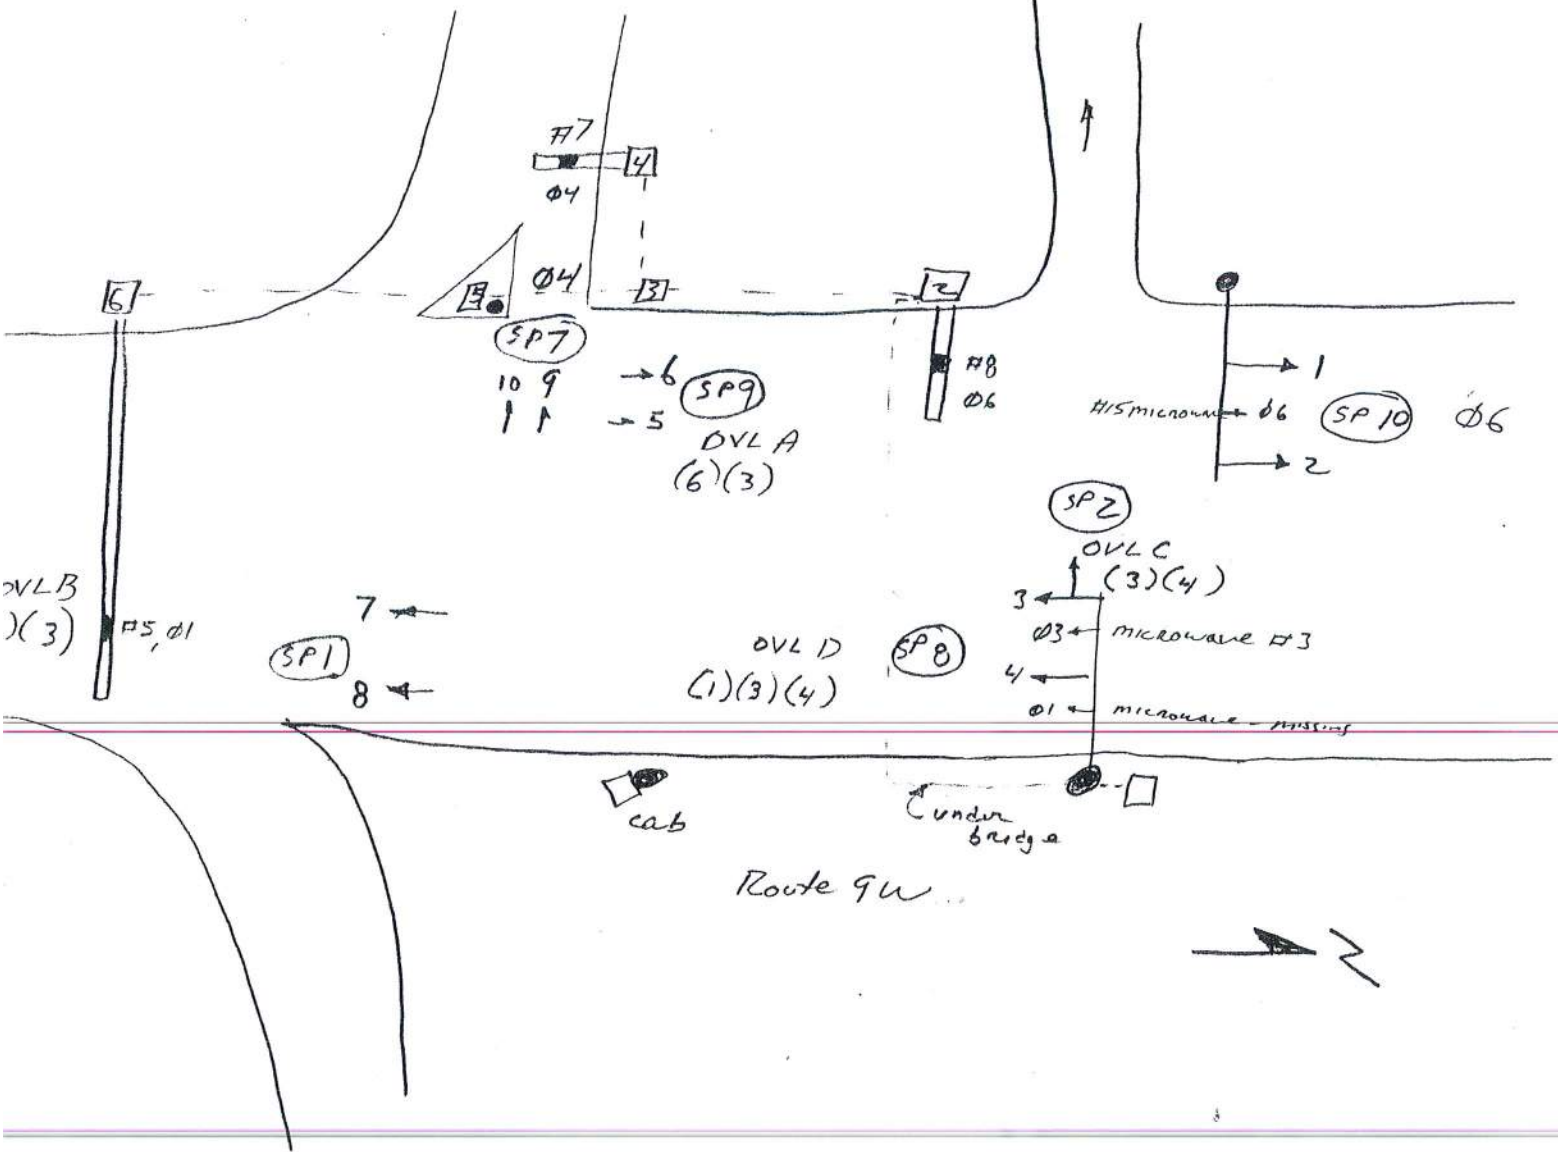 #7
4
Ø4
6
5
Ø4
3
2
SP7
10 9
→6
→5
SP9
OVL A
(6)(3)
#8
Ø6
→ 1
#15 microwave → Ø6
SP10
Ø6
→ 2
SP2
OVL C
(3)(4)
3 ←
Ø3 ← microwave #3
4 ←
Ø1 ← microwave - missing
OVL B
)(3)
#5, Ø1
7 ←
SP1
8 ←
OVL D
(1)(3)(4)
SP8
cab
under
bridge
Route 9W